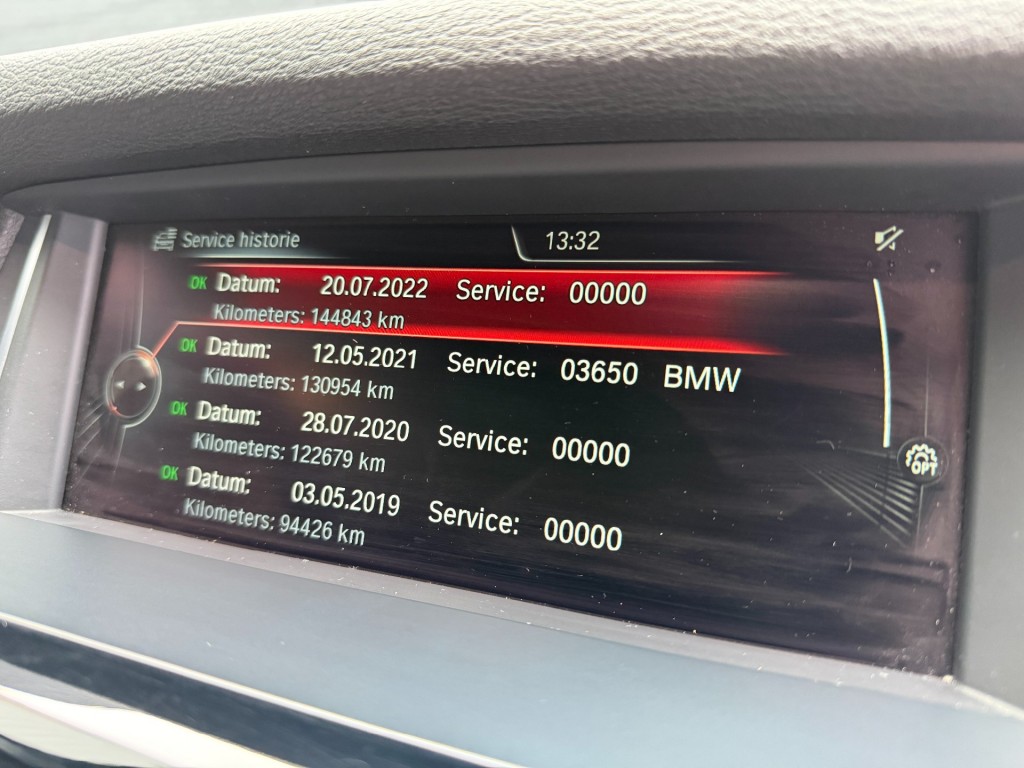 Service historie 13:32
OK Datum: 20.07.2022 Service: 00000
Kilometers: 144843 km
OK Datum: 12.05.2021 Service: 03650 BMW
Kilometers: 130954 km
OK Datum: 28.07.2020 Service: 00000
Kilometers: 122679 km
OK Datum: 03.05.2019 Service: 00000
Kilometers: 94426 km
OPT